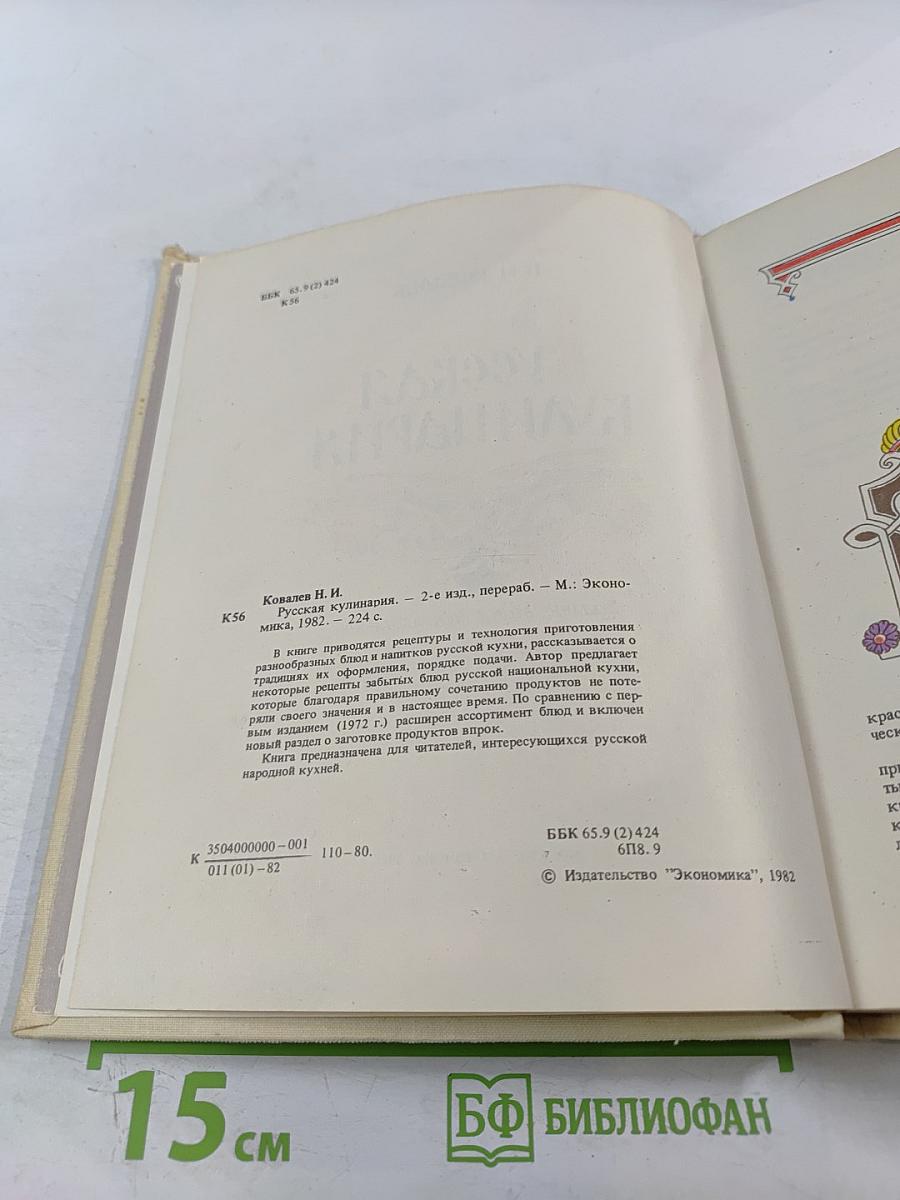 ББК 65.9(2)424
К56
Ковалев Н. И.
К56 Русская кулинария. — 2-е изд., перераб. — М.: Эконо-
мика, 1982. — 224 с.
В книге приводятся рецептуры и технология приготовления
разнообразных блюд и напитков русской кухни, рассказывается о
традициях их оформления, порядке подачи. Автор предлагает
некоторые рецепты забытых блюд русской национальной кухни,
которые благодаря правильному сочетанию продуктов не поте-
ряли своего значения и в настоящее время. По сравнению с пер-
вым изданием (1972 г.) расширен ассортимент блюд и включен
новый раздел о заготовке продуктов впрок.
Книга предназначена для читателей, интересующихся русской
народной кухней.
К 3504000000—001
011(01)—82
110—80.
ББК 65.9(2)424
6П8.9
© Издательство "Экономика", 1982
15 см
БФ БИБЛИОФАН